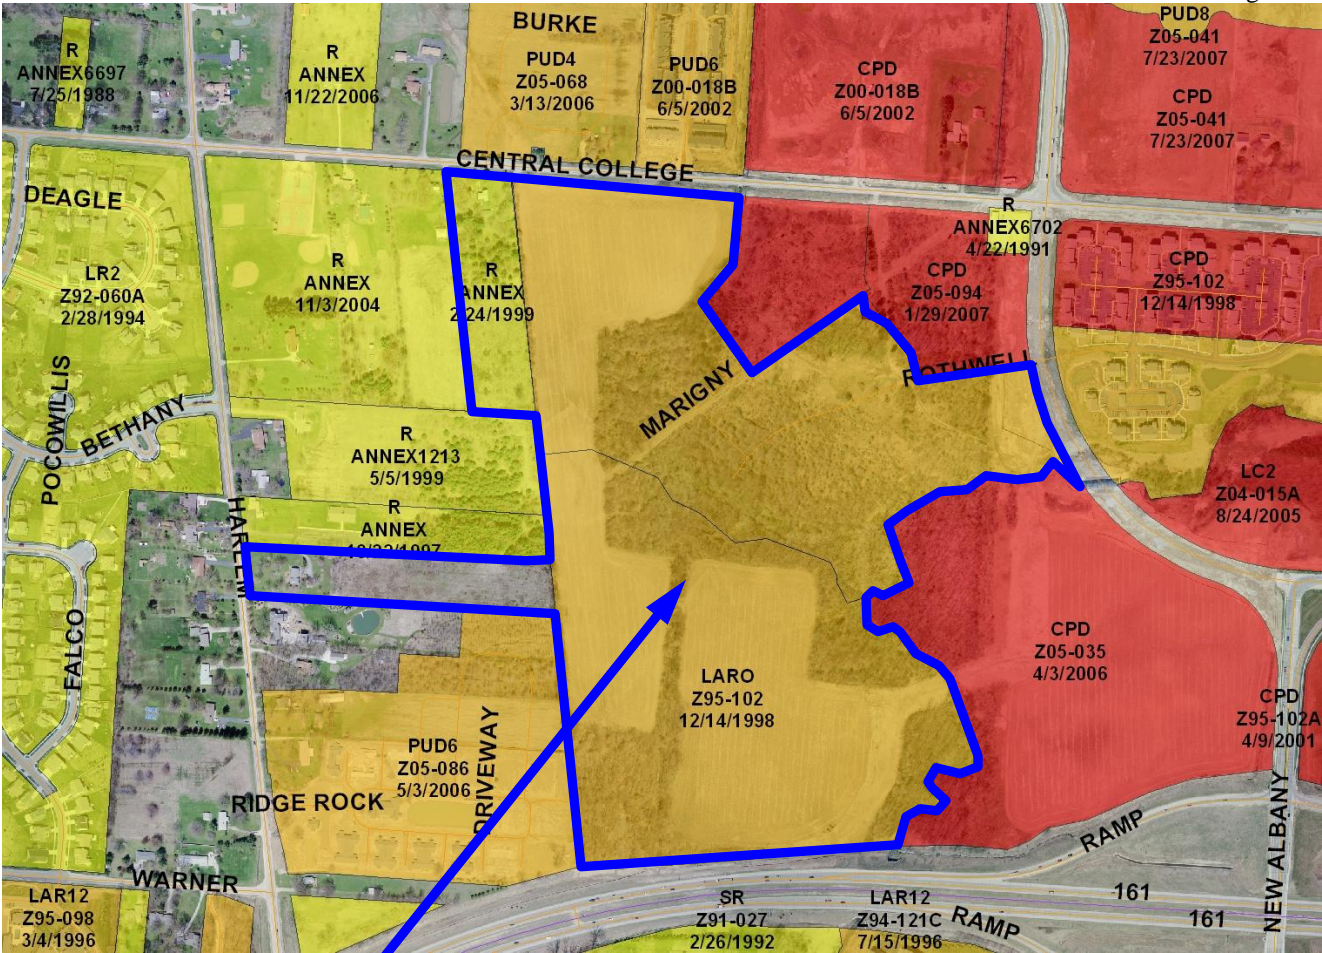 BURKE
R
ANNEX6697
7/25/1988
R
ANNEX
11/22/2006
PUD4
Z05-068
3/13/2006
PUD6
Z00-018B
6/5/2002
CPD
Z00-018B
6/5/2002
PUD8
Z05-041
7/23/2007
CPD
Z05-041
7/23/2007
CENTRAL COLLEGE
DEAGLE
LR2
Z92-060A
2/28/1994
R
ANNEX
11/3/2004
R
ANNEX
2/24/1999
R
ANNEX6702
4/22/1991
CPD
Z05-094
1/29/2007
CPD
Z95-102
12/14/1998
ROTHWELL
MARIGNY
POCOWILLIS
BETHANY
R
ANNEX1213
5/5/1999
R
ANNEX
HARLEM
LC2
Z04-015A
8/24/2005
FALCO
CPD
Z05-035
4/3/2006
LARO
Z95-102
12/14/1998
CPD
Z95-102A
4/9/2001
PUD6
Z05-086
5/3/2006
DRIVEWAY
RIDGE ROCK
RAMP
NEW ALBANY
WARNER
LAR12
Z95-098
3/4/1996
SR
Z91-027
2/26/1992
LAR12
Z94-121C
7/15/1996
RAMP
161
161